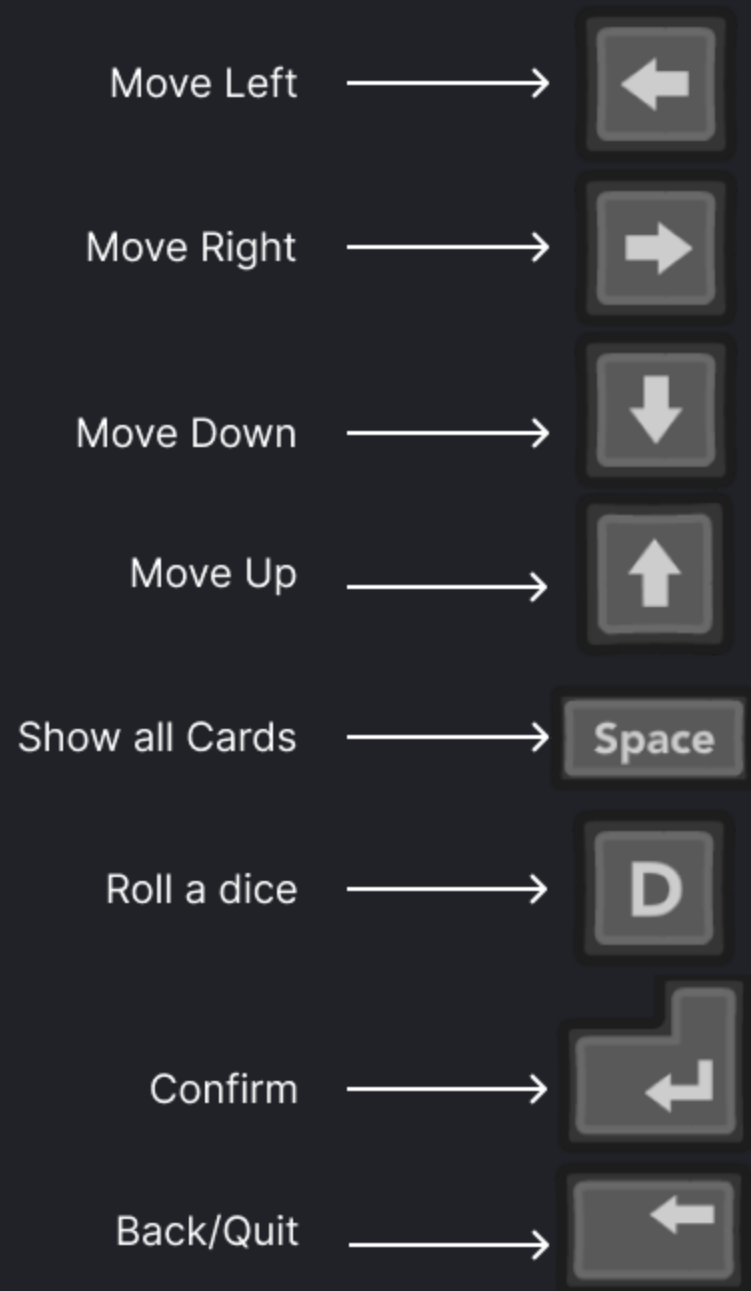 Move Left
Move Right
Move Down
Move Up
Show all Cards Space
Roll a dice D
Confirm
Back/Quit